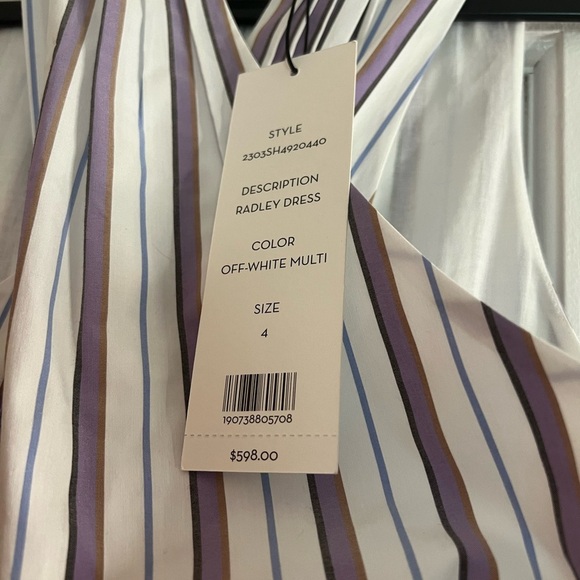 STYLE
2303SH4920440
DESCRIPTION
RADLEY DRESS
COLOR
OFF-WHITE MULTI
SIZE
4
190738805708
$598.00